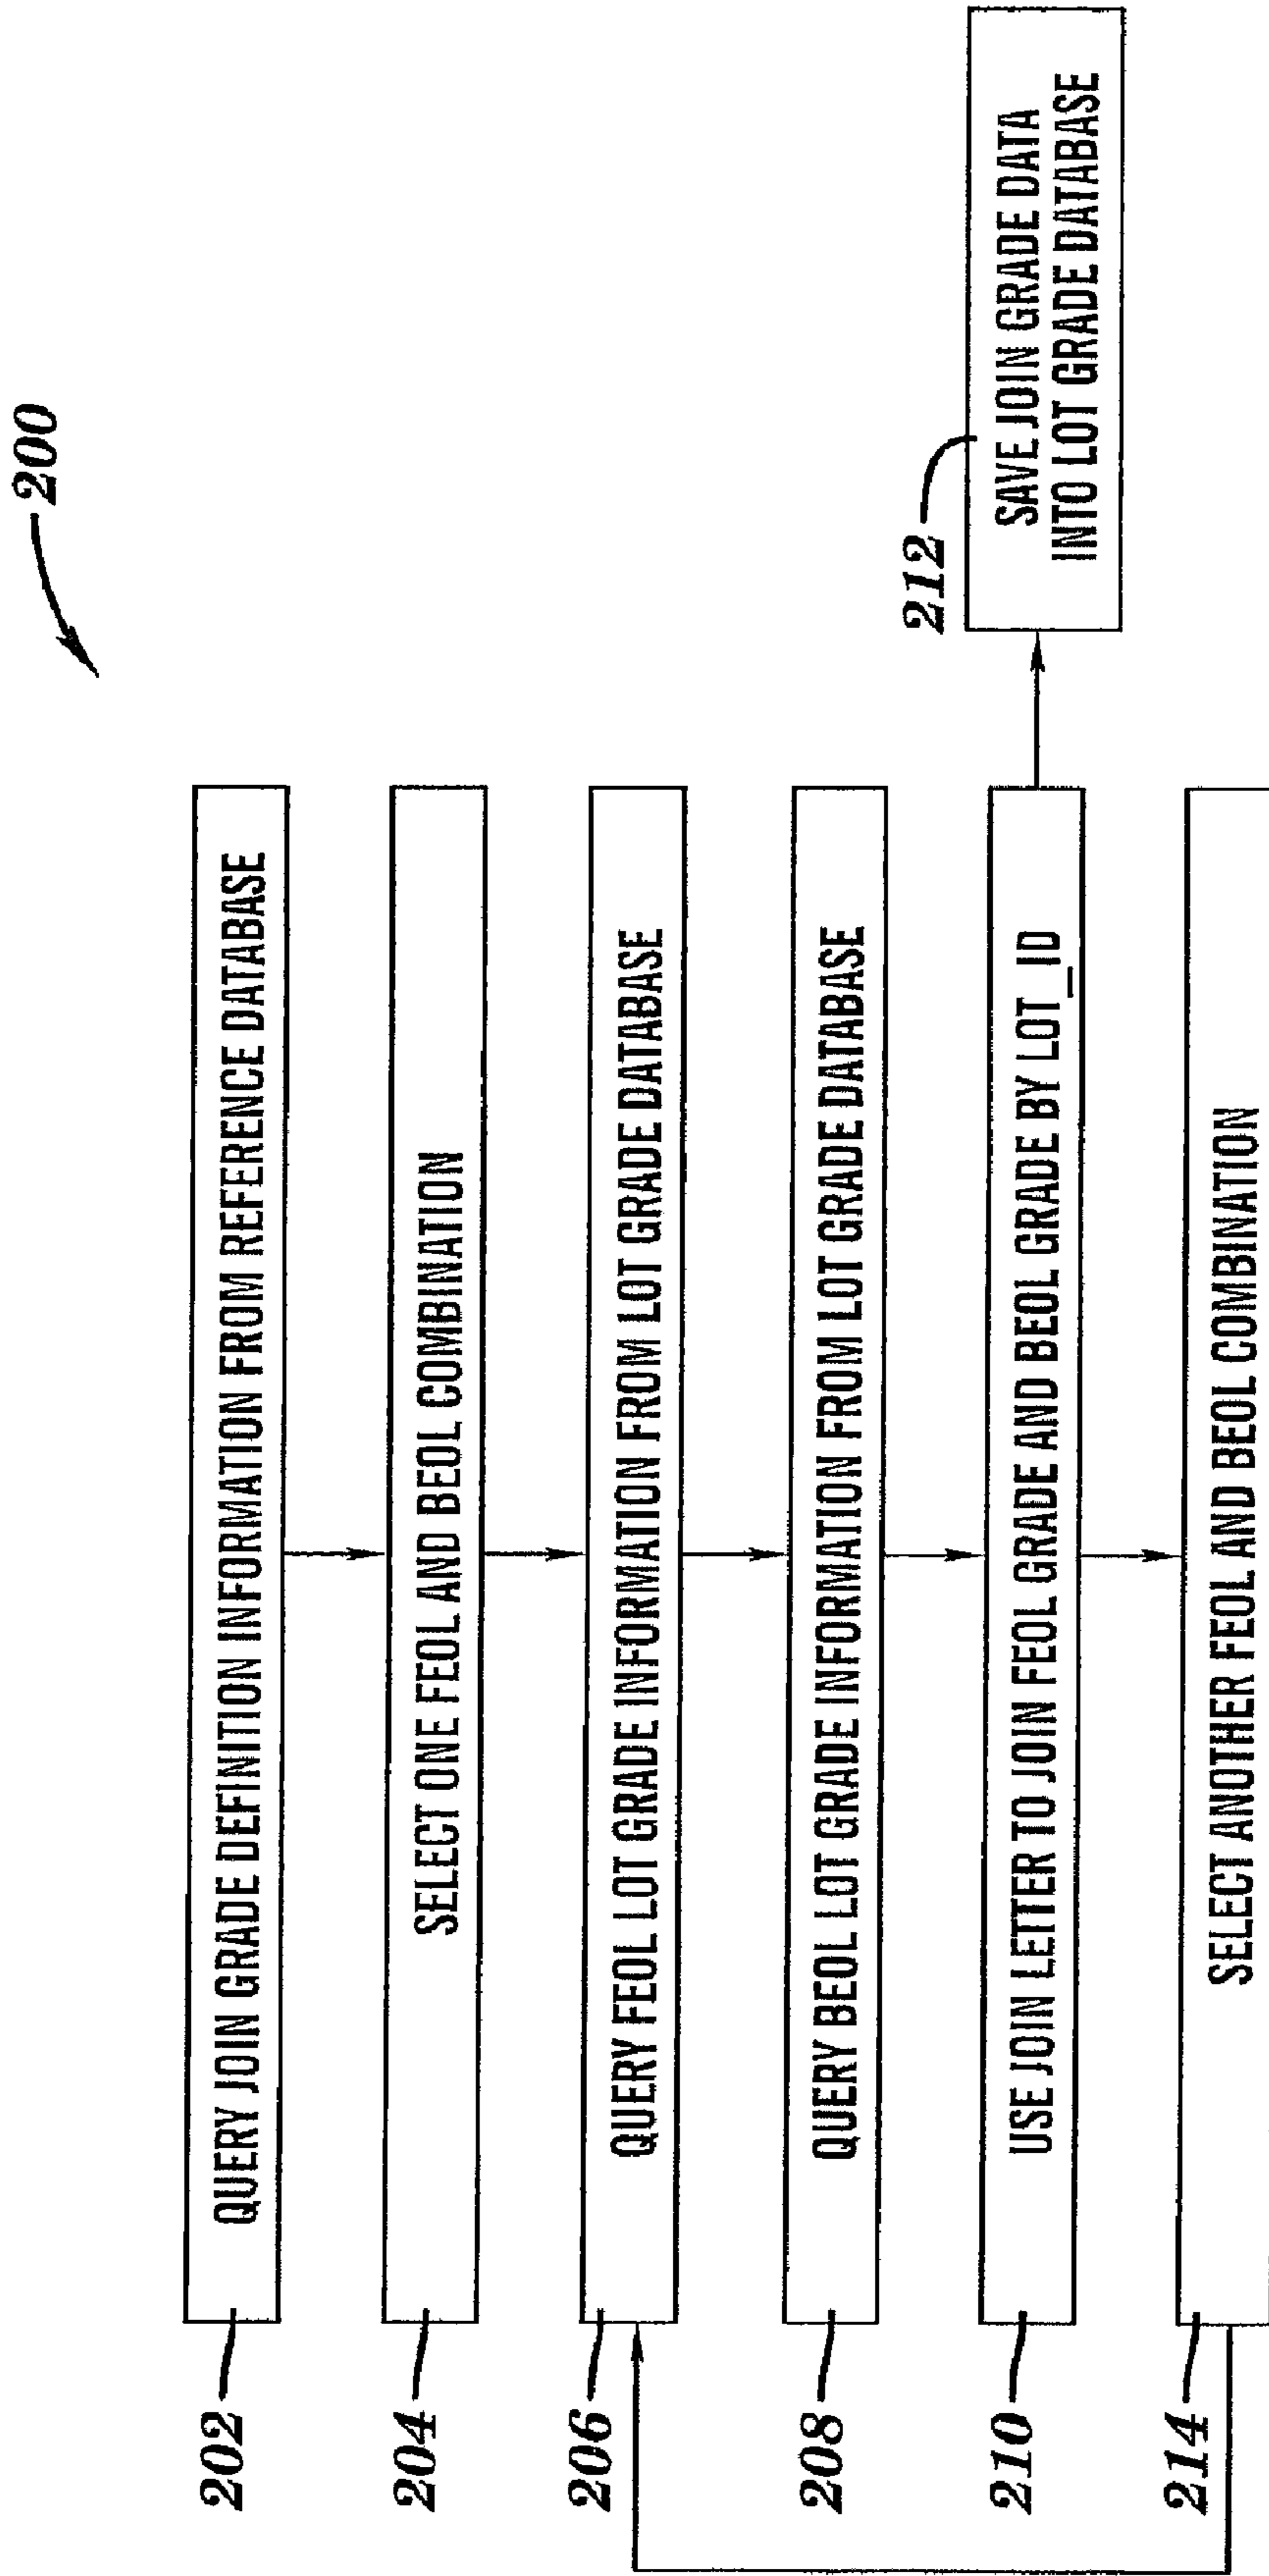 200
202
QUERY JOIN GRADE DEFINITION INFORMATION FROM REFERENCE DATABASE
204
SELECT ONE FEOL AND BEOL COMBINATION
206
QUERY FEOL LOT GRADE INFORMATION FROM LOT GRADE DATABASE
208
QUERY BEOL LOT GRADE INFORMATION FROM LOT GRADE DATABASE
210
USE JOIN LETTER TO JOIN FEOL GRADE AND BEOL GRADE BY LOT_ID
212
SAVE JOIN GRADE DATA
INTO LOT GRADE DATABASE
214
SELECT ANOTHER FEOL AND BEOL COMBINATION